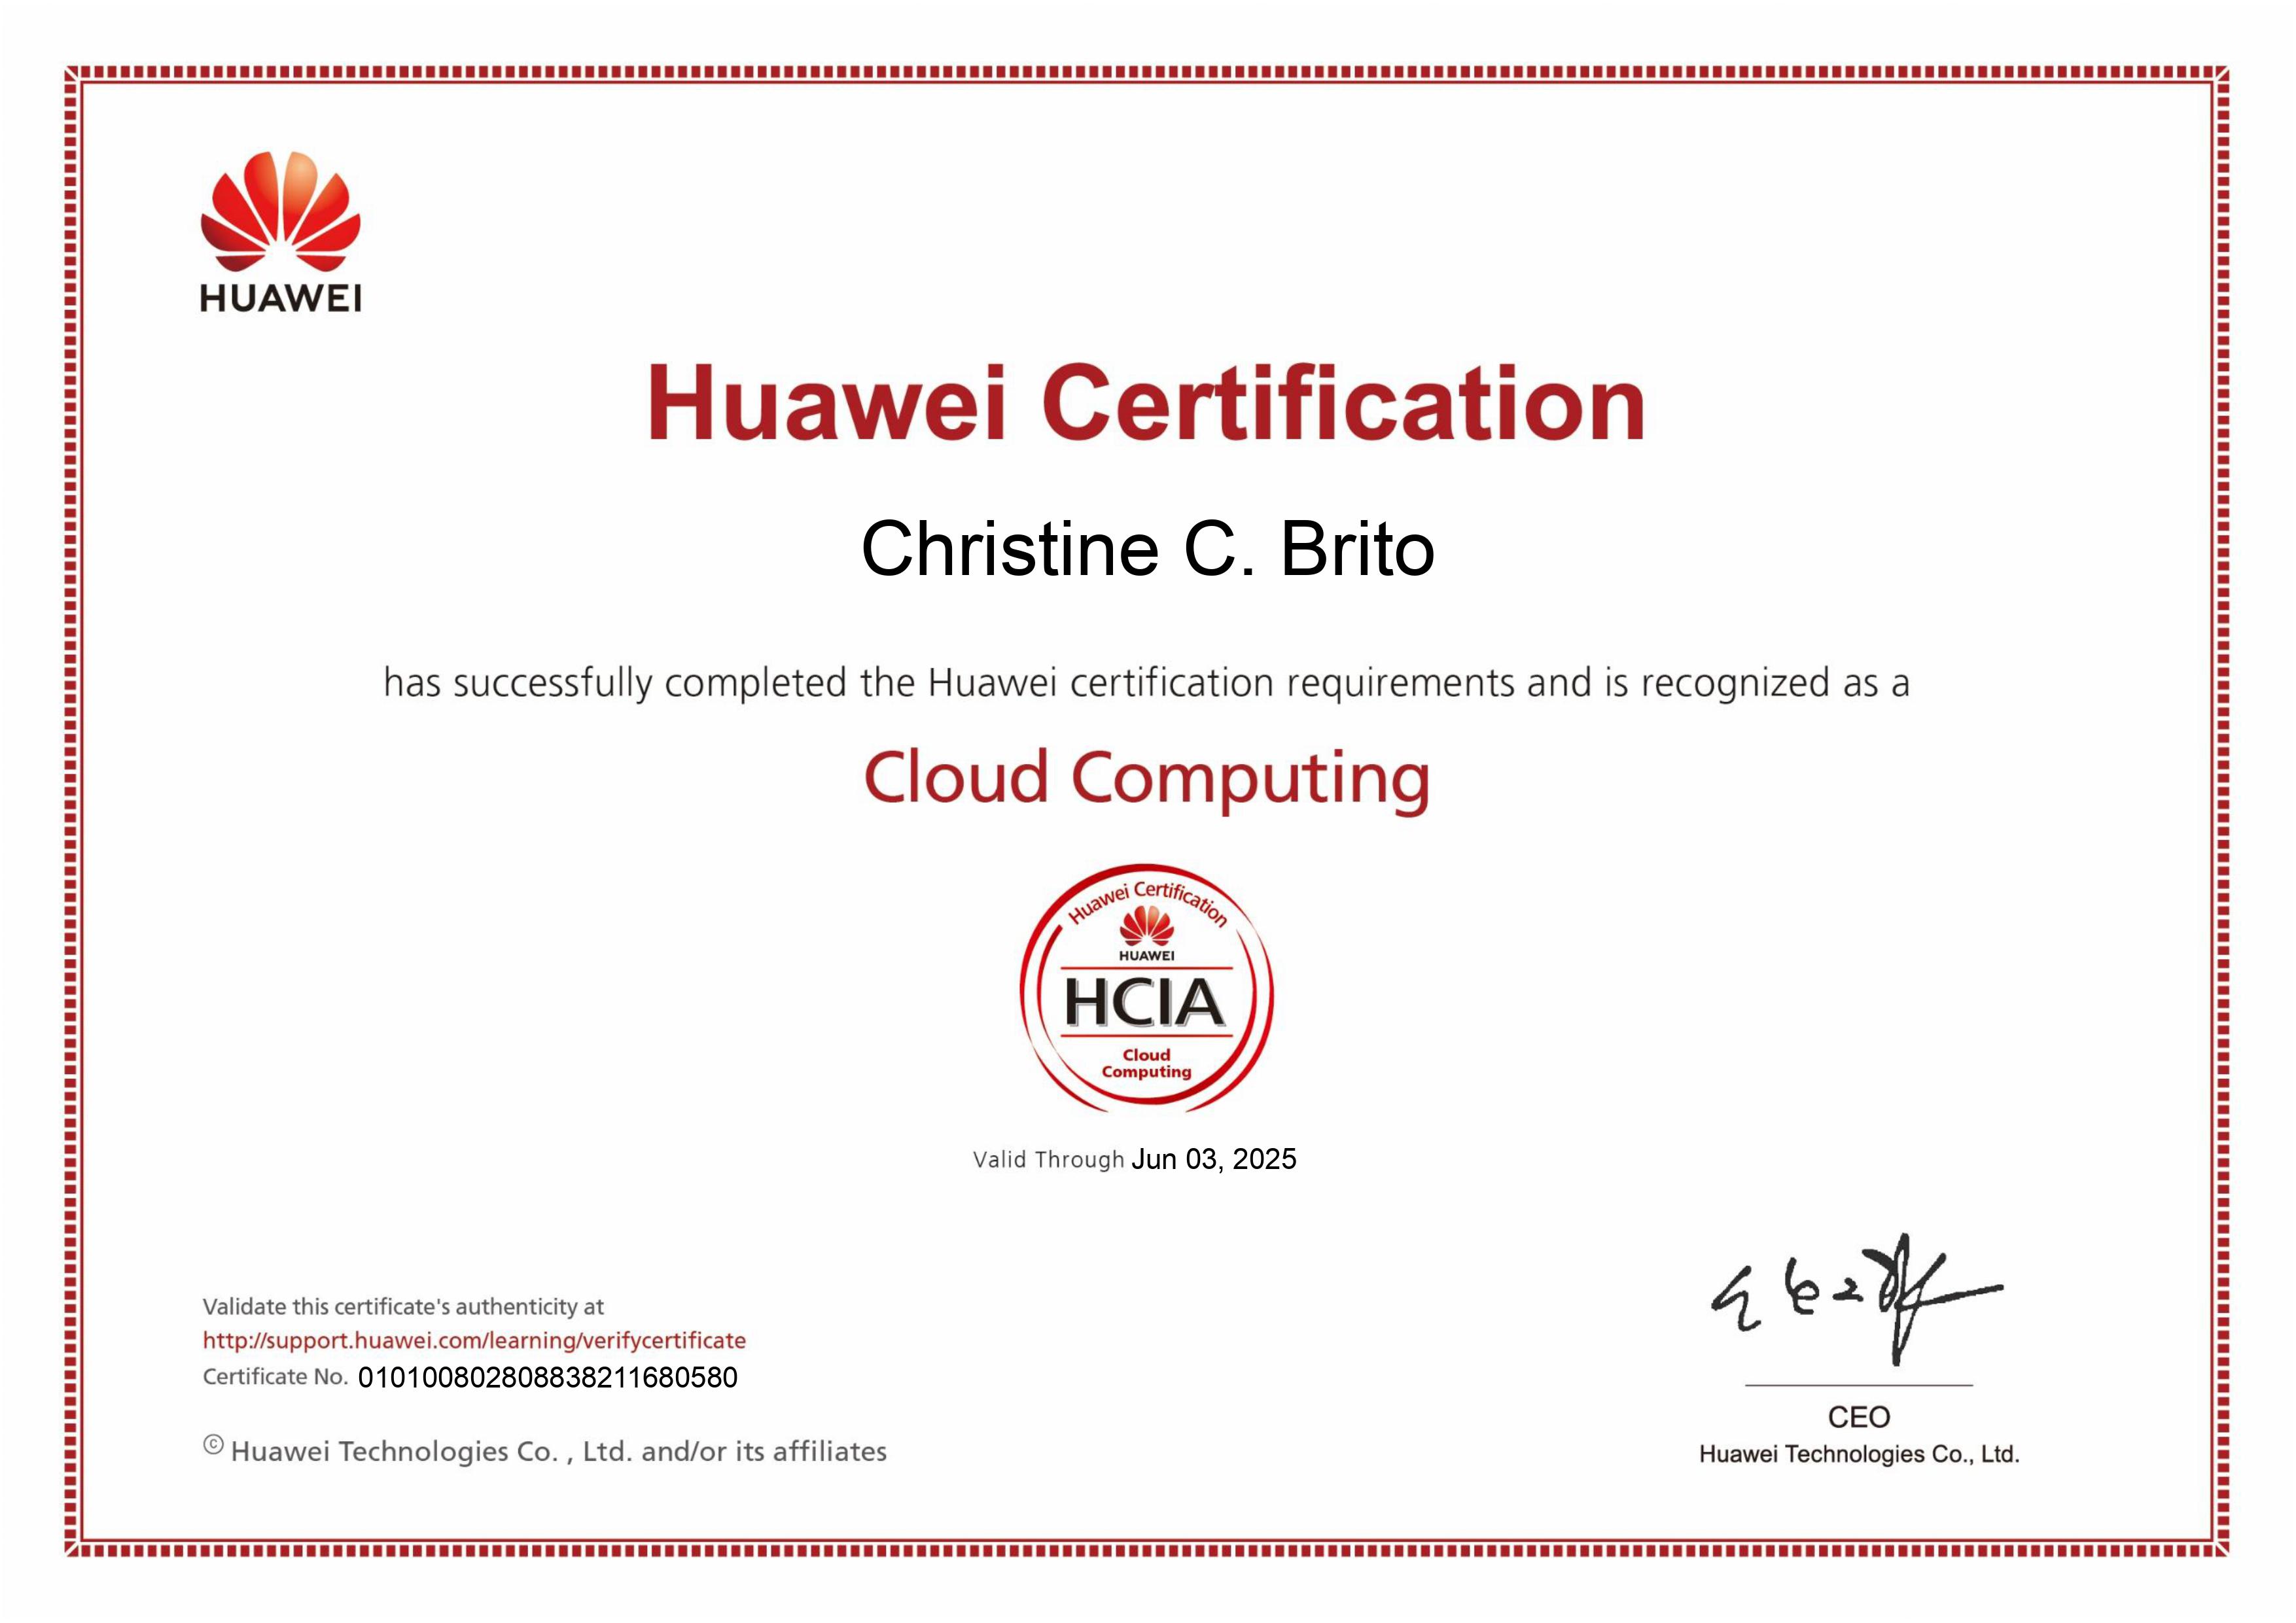 HUAWEI
Huawei Certification
Christine C. Brito
has successfully completed the Huawei certification requirements and is recognized as a
Cloud Computing
Huawei Certification
HUAWEI
HCIA
Cloud
Computing
Valid Through Jun 03, 2025
Validate this certificate's authenticity at
http://support.huawei.com/learning/verifycertificate
Certificate No. 010100802808838211680580
© Huawei Technologies Co. , Ltd. and/or its affiliates
CEO
Huawei Technologies Co., Ltd.